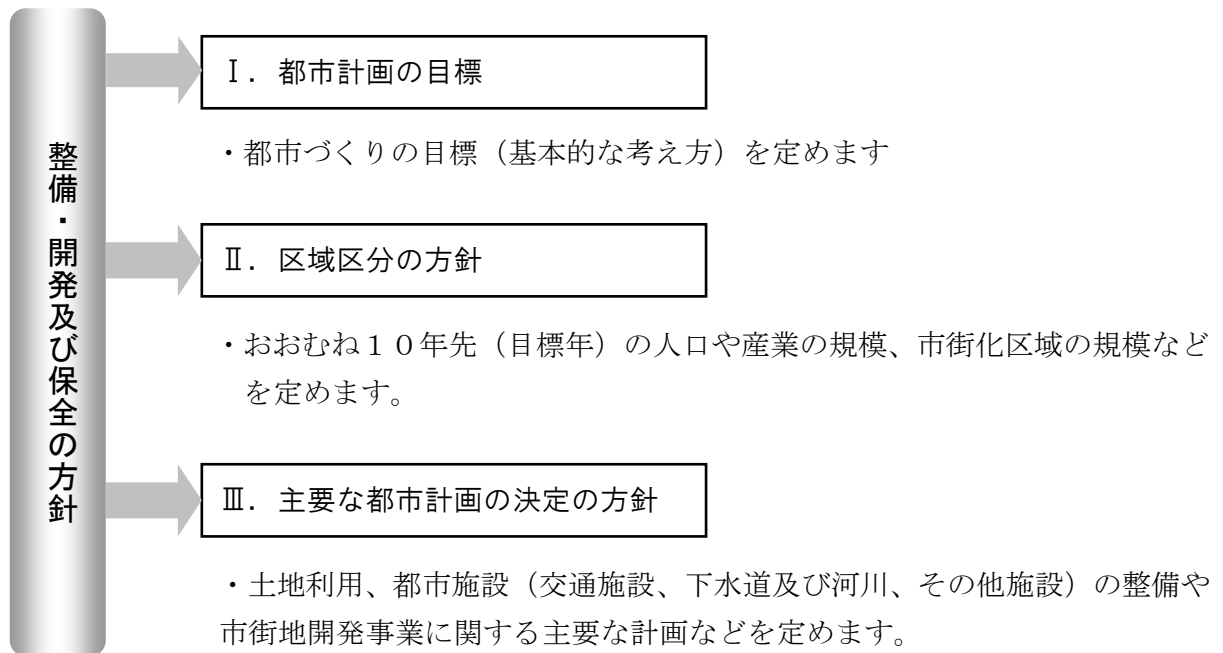 整備・開発及び保全の方針
Ⅰ．都市計画の目標
・都市づくりの目標（基本的な考え方）を定めます
Ⅱ．区域区分の方針
・おおむね１０年先（目標年）の人口や産業の規模、市街化区域の規模など
を定めます。
Ⅲ．主要な都市計画の決定の方針
・土地利用、都市施設（交通施設、下水道及び河川、その他施設）の整備や
市街地開発事業に関する主要な計画などを定めます。